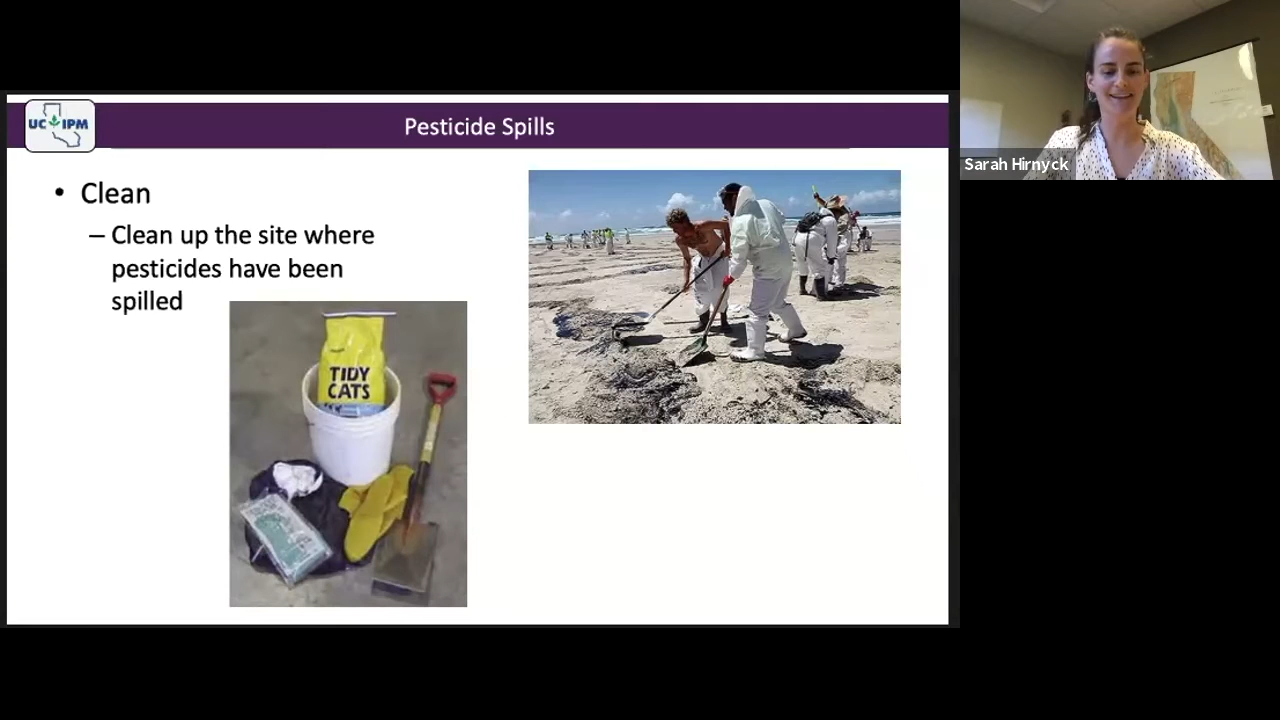 UC IPM
Pesticide Spills
• Clean
– Clean up the site where
pesticides have been
spilled
TIDY
CATS
Sarah Hirnyck